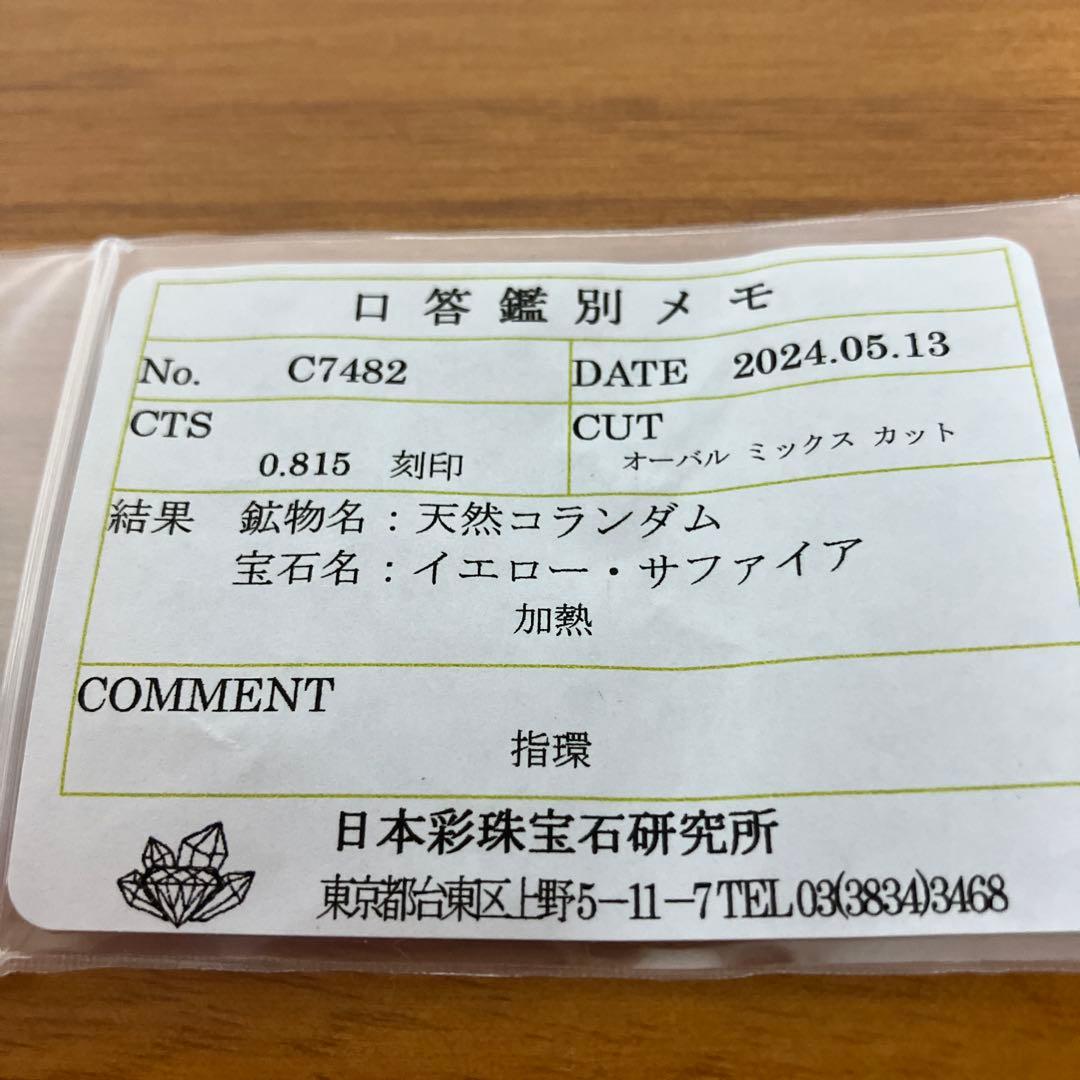 口答鑑別メモ
No. C7482
DATE 2024.05.13
CTS
0.815 刻印
CUT
オーバル ミックス カット
結果 鉱物名:天然コランダム
宝石名:イエロー・サファイア
加熱
COMMENT
指環
日本彩珠宝石研究所
東京都台東区上野5-11-7 TEL 03(3834)3468